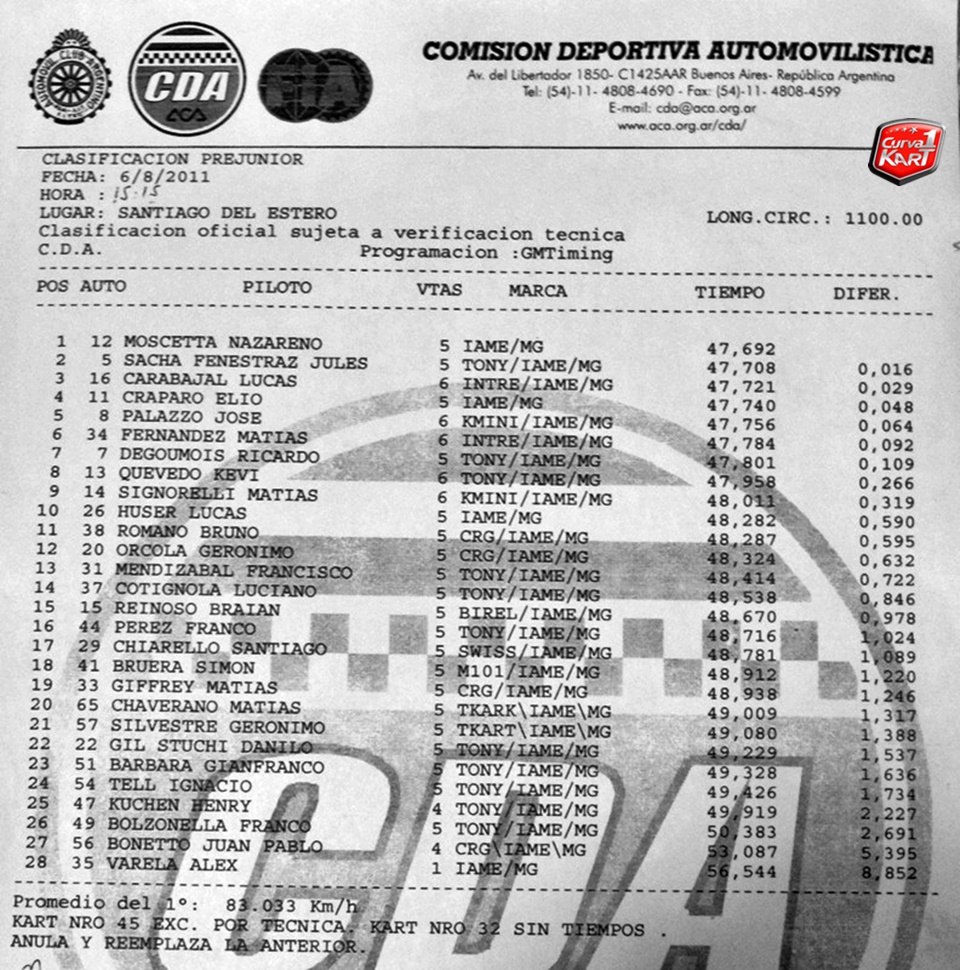 AUTOMOVIL CLUB ARGENTINO
CDA
ACA
FIA
COMISION DEPORTIVA AUTOMOVILISTICA
Av. del Libertador 1850- C1425AAR Buenos Aires- República Argentina
Tel: (54)-11- 4808-4690 - Fax: (54)-11- 4808-4599
E-mail: cda@aca.org.ar
www.aca.org.ar/cda/
Curva 1
KART
CLASIFICACION PREJUNIOR
FECHA: 6/8/2011
HORA : 15:15
LUGAR: SANTIAGO DEL ESTERO LONG.CIRC.: 1100.00
Clasificacion oficial sujeta a verificacion tecnica
C.D.A. Programacion :GMTiming
POS AUTO PILOTO VTAS MARCA TIEMPO DIFER.
1 12 MOSCETTA NAZARENO 5 IAME/MG 47,692
2 5 SACHA FENESTRAZ JULES 5 TONY/IAME/MG 47,708 0,016
3 16 CARABAJAL LUCAS 6 INTRE/IAME/MG 47,721 0,029
4 11 CRAPARO ELIO 5 IAME/MG 47,740 0,048
5 8 PALAZZO JOSE 6 KMINI/IAME/MG 47,756 0,064
6 34 FERNANDEZ MATIAS 6 INTRE/IAME/MG 47,784 0,092
7 7 DEGOUMOIS RICARDO 5 TONY/IAME/MG 47,801 0,109
8 13 QUEVEDO KEVI 6 TONY/IAME/MG 47,958 0,266
9 14 SIGNORELLI MATIAS 6 KMINI/IAME/MG 48,011 0,319
10 26 HUSER LUCAS 5 IAME/MG 48,282 0,590
11 38 ROMANO BRUNO 5 CRG/IAME/MG 48,287 0,595
12 20 ORCOLA GERONIMO 5 CRG/IAME/MG 48,324 0,632
13 31 MENDIZABAL FRANCISCO 5 TONY/IAME/MG 48,414 0,722
14 37 COTIGNOLA LUCIANO 5 TONY/IAME/MG 48,538 0,846
15 15 REINOSO BRAIAN 5 BIREL/IAME/MG 48,670 0,978
16 44 PEREZ FRANCO 5 TONY/IAME/MG 48,716 1,024
17 29 CHIARELLO SANTIAGO 5 SWISS/IAME/MG 48,781 1,089
18 41 BRUERA SIMON 5 M101/IAME/MG 48,912 1,220
19 33 GIFFREY MATIAS 5 CRG/IAME/MG 48,938 1,246
20 65 CHAVERANO MATIAS 5 TKARK\IAME\MG 49,009 1,317
21 57 SILVESTRE GERONIMO 5 TKART\IAME\MG 49,080 1,388
22 22 GIL STUCHI DANILO 5 TONY/IAME/MG 49,229 1,537
23 51 BARBARA GIANFRANCO 5 TONY/IAME/MG 49,328 1,636
24 54 TELL IGNACIO 5 TONY/IAME/MG 49,426 1,734
25 47 KUCHEN HENRY 4 TONY/IAME/MG 49,919 2,227
26 49 BOLZONELLA FRANCO 5 TONY/IAME/MG 50,383 2,691
27 56 BONETTO JUAN PABLO 4 CRG\IAME\MG 53,087 5,395
28 35 VARELA ALEX 1 IAME/MG 56,544 8,852
Promedio del 1°: 83.033 Km/h
KART NRO 45 EXC. POR TECNICA. KART NRO 32 SIN TIEMPOS .
ANULA Y REEMPLAZA LA ANTERIOR.
CDA